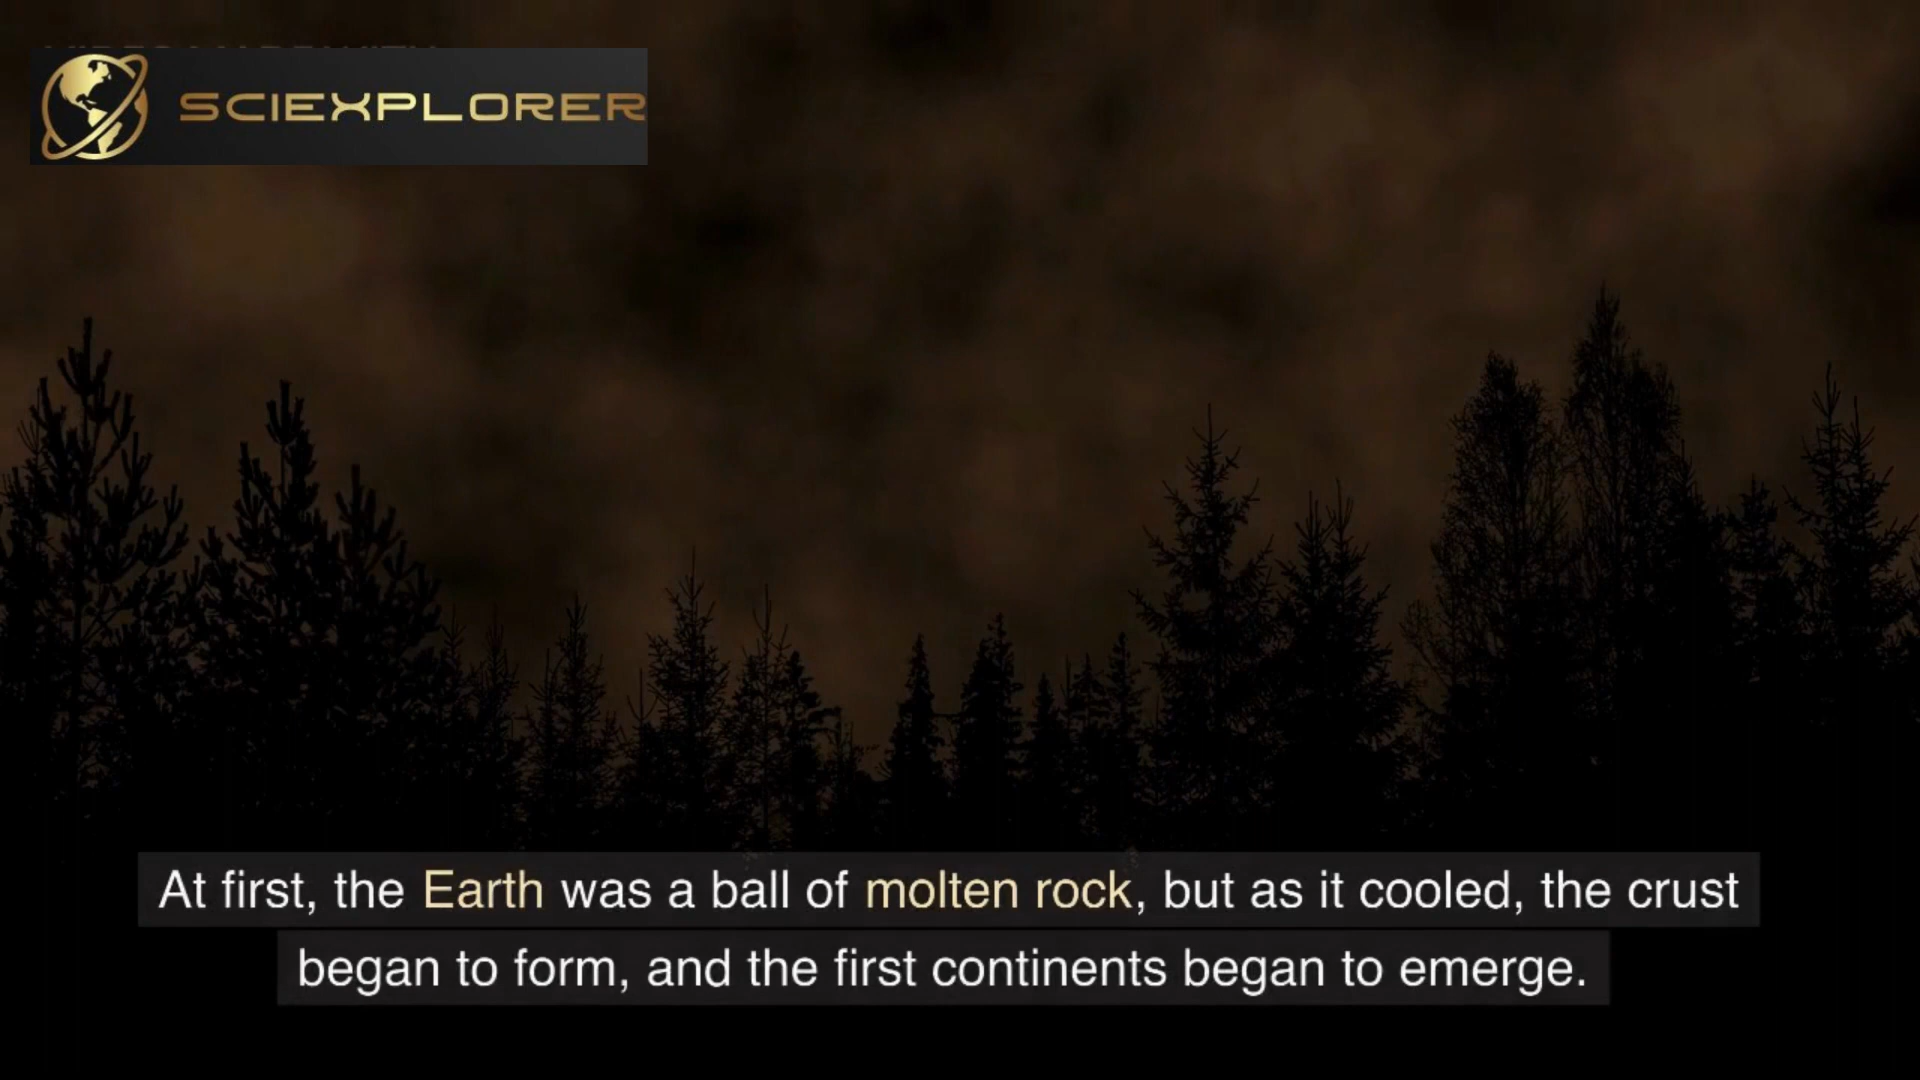 SCIEXPLORER
At first, the Earth was a ball of molten rock, but as it cooled, the crust
began to form, and the first continents began to emerge.